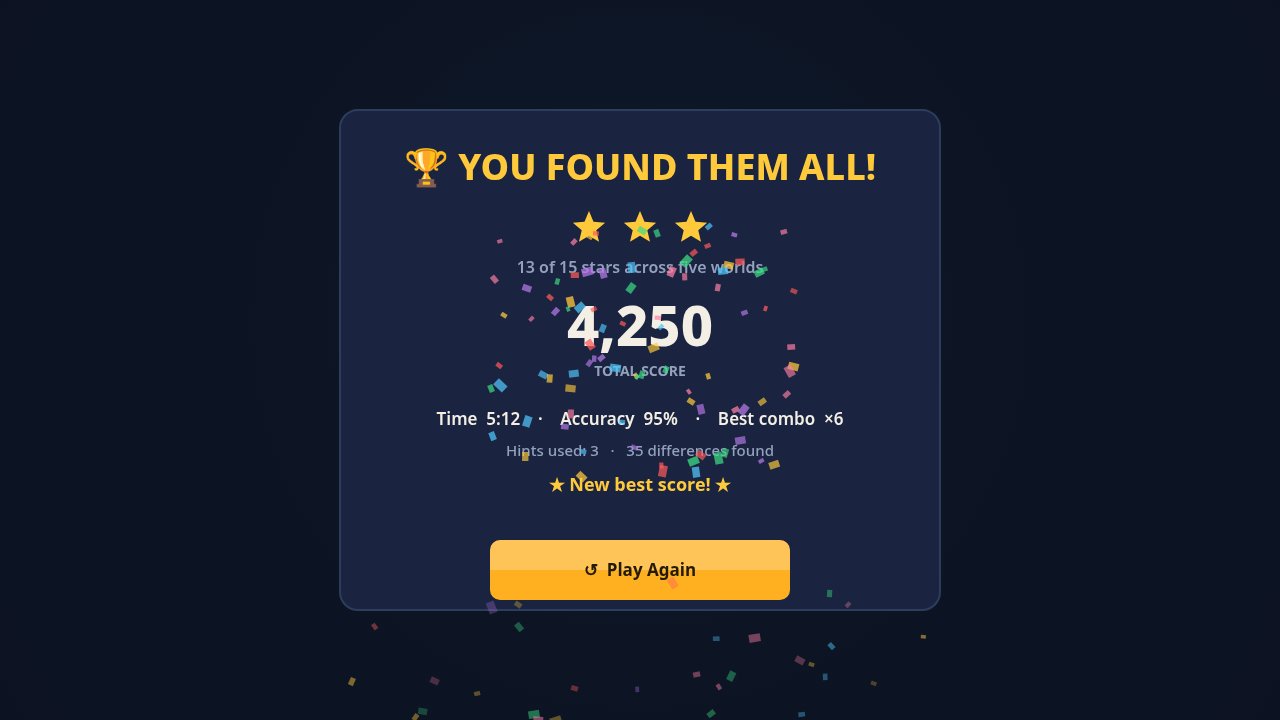 🏆 YOU FOUND THEM ALL!
★ ★ ★
13 of 15 stars across five worlds
4,250
TOTAL SCORE
Time 5:12 · Accuracy 95% · Best combo ×6
Hints used: 3 · 35 differences found
★ New best score! ★
↺ Play Again